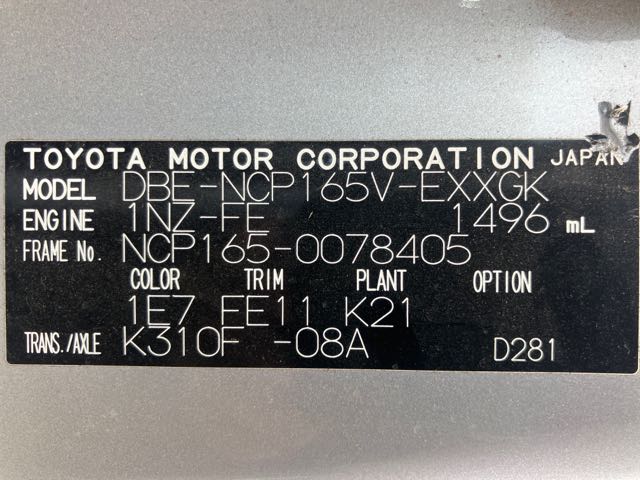 TOYOTA MOTOR CORPORATION JAPAN
MODEL DBE-NCP165V-EXXGK
ENGINE 1NZ-FE 1496 mL
FRAME No. NCP165-0078405
COLOR TRIM PLANT OPTION
1E7 FE11 K21
TRANS./AXLE K310F -08A D281